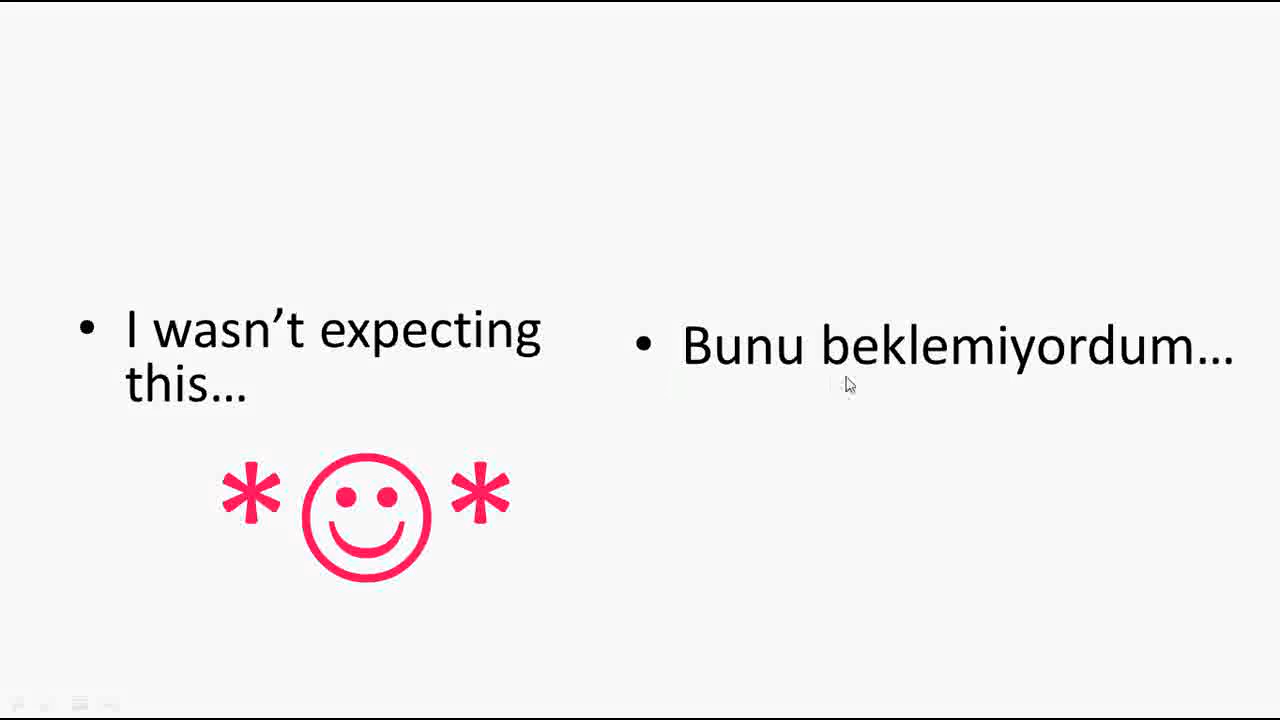 • I wasn’t expecting
this...
*☺*
• Bunu beklemiyordum...